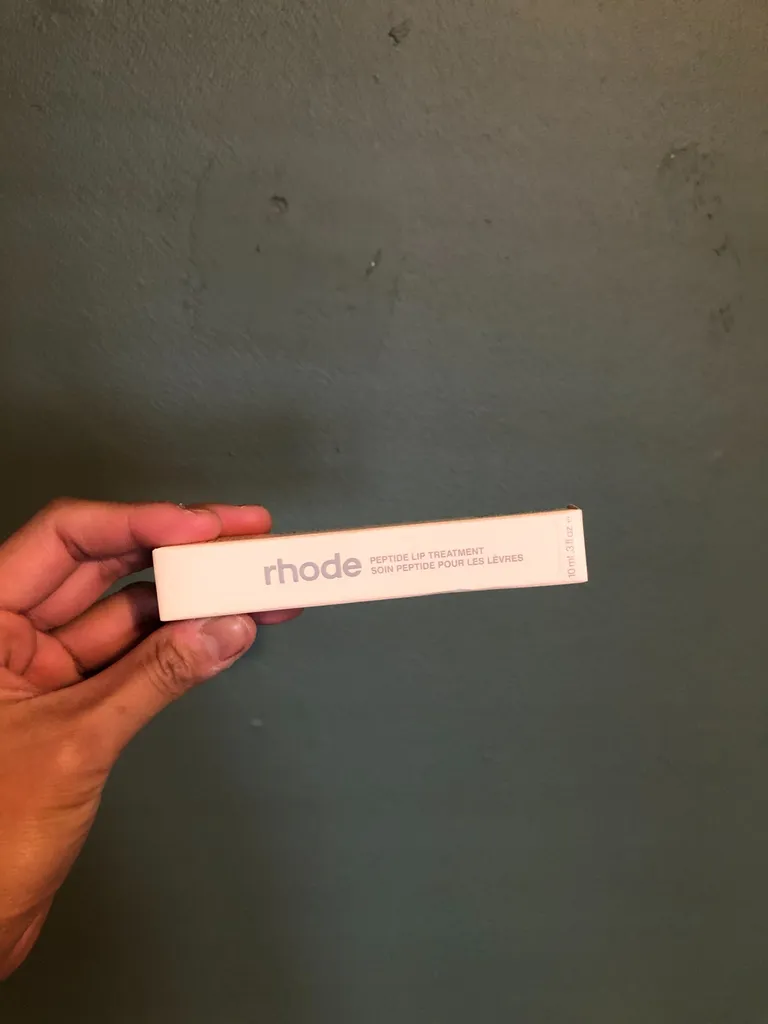 rhode
PEPTIDE LIP TREATMENT
SOIN PEPTIDE POUR LES LÈVRES
10 ml .3 fl oz e